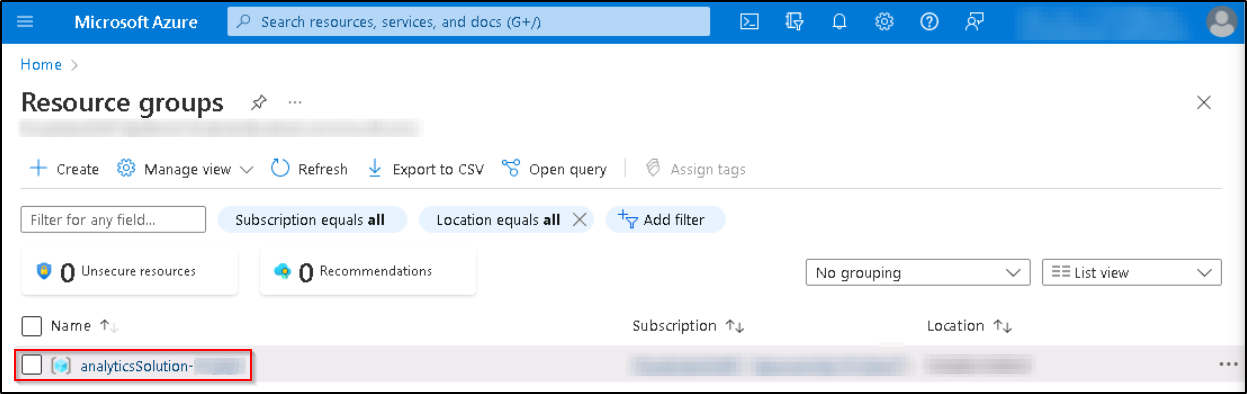 Microsoft Azure Search resources, services, and docs (G+/)
Home >
Resource groups ...
Create Manage view Refresh Export to CSV Open query Assign tags
Filter for any field... Subscription equals all Location equals all Add filter
0 Unsecure resources 0 Recommendations No grouping List view
Name ↑↓ Subscription ↑↓ Location ↑↓
analyticsSolution- ...